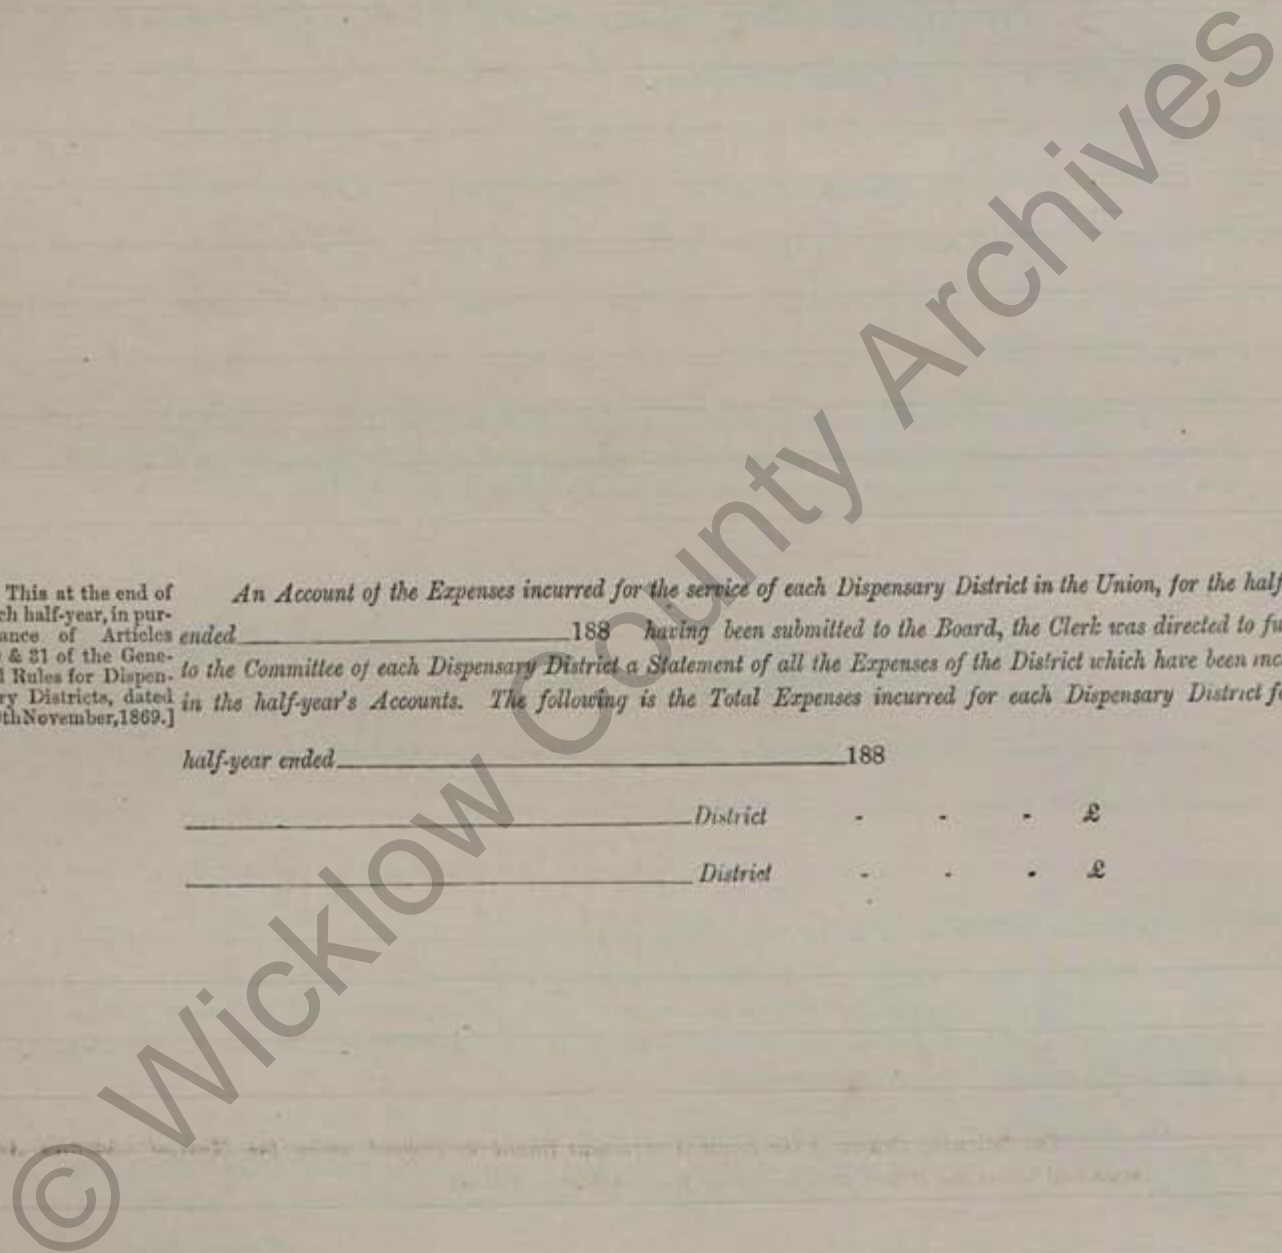 This at the end of
ch half-year, in pur-
ance of Articles
& 31 of the Gene-
l Rules for Dispen-
ry Districts, dated
th November, 1869.]
An Account of the Expenses incurred for the service of each Dispensary District in the Union, for the half
ended 188 having been submitted to the Board, the Clerk was directed to fu
to the Committee of each Dispensary District a Statement of all the Expenses of the District which have been incl
in the half-year's Accounts. The following is the Total Expenses incurred for each Dispensary District fo
half-year ended 188
District - - - £
District - - - £
© Wicklow County Archives